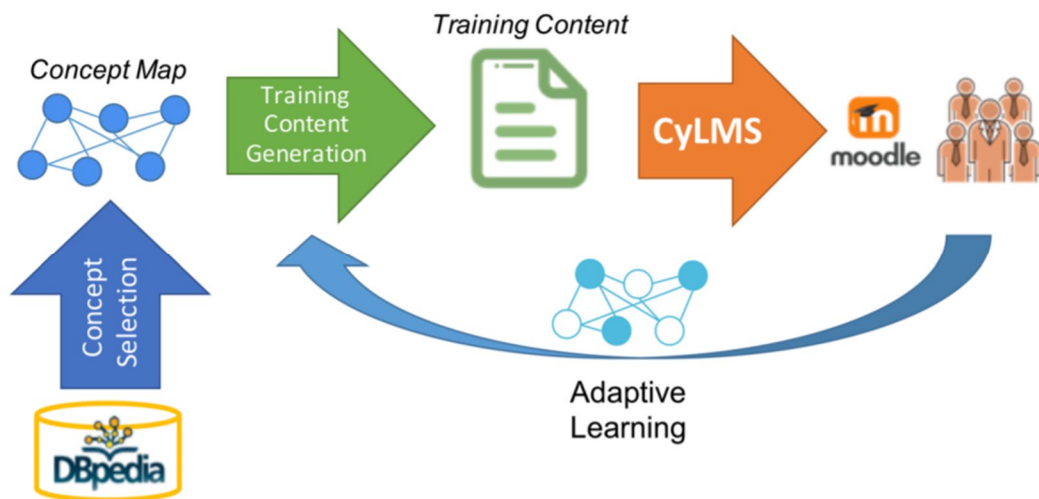 Training Content
Concept Map
Training
Content
Generation
CyLMS
moodle
Concept
Selection
Adaptive
Learning
DBpedia